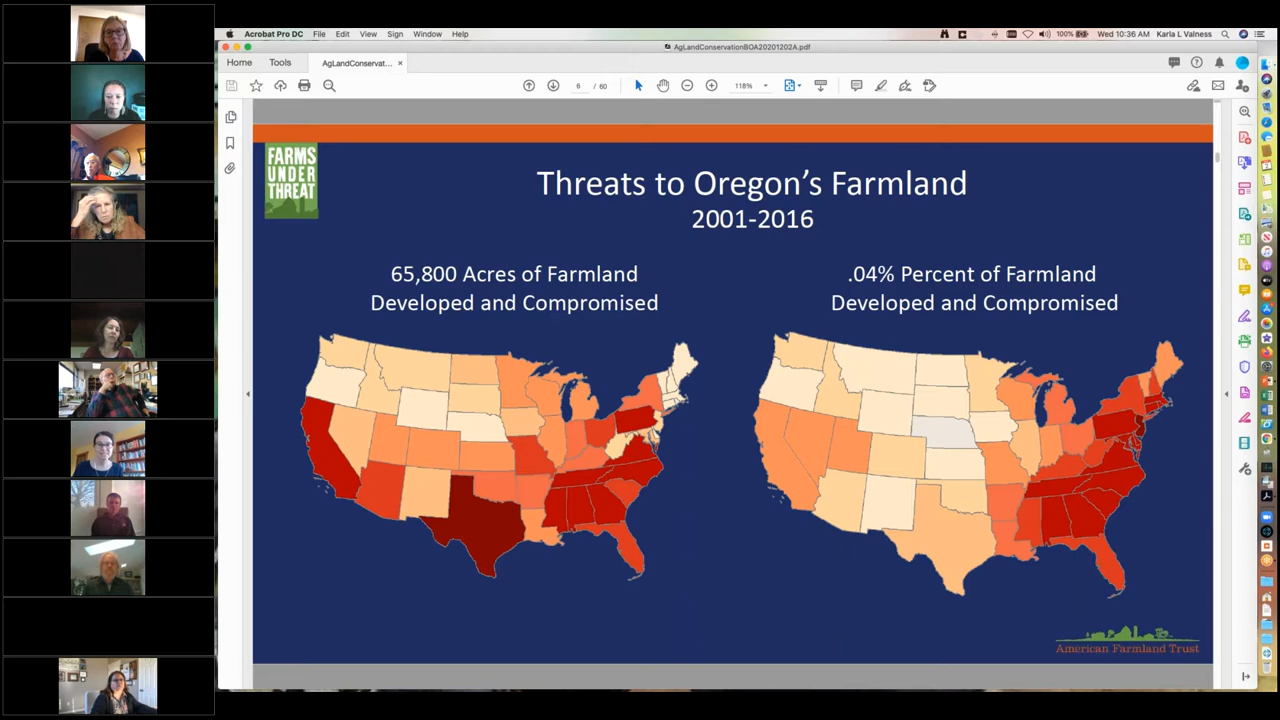 Acrobat Pro DC File Edit View Sign Window Help
100% Wed 10:36 AM Karla L Valness
AgLandConservationBOA20201202A.pdf
Home Tools AgLandConservat... ×
6 / 60 118%
FARMS
UNDER
THREAT
Threats to Oregon's Farmland
2001-2016
65,800 Acres of Farmland
Developed and Compromised
.04% Percent of Farmland
Developed and Compromised
American Farmland Trust